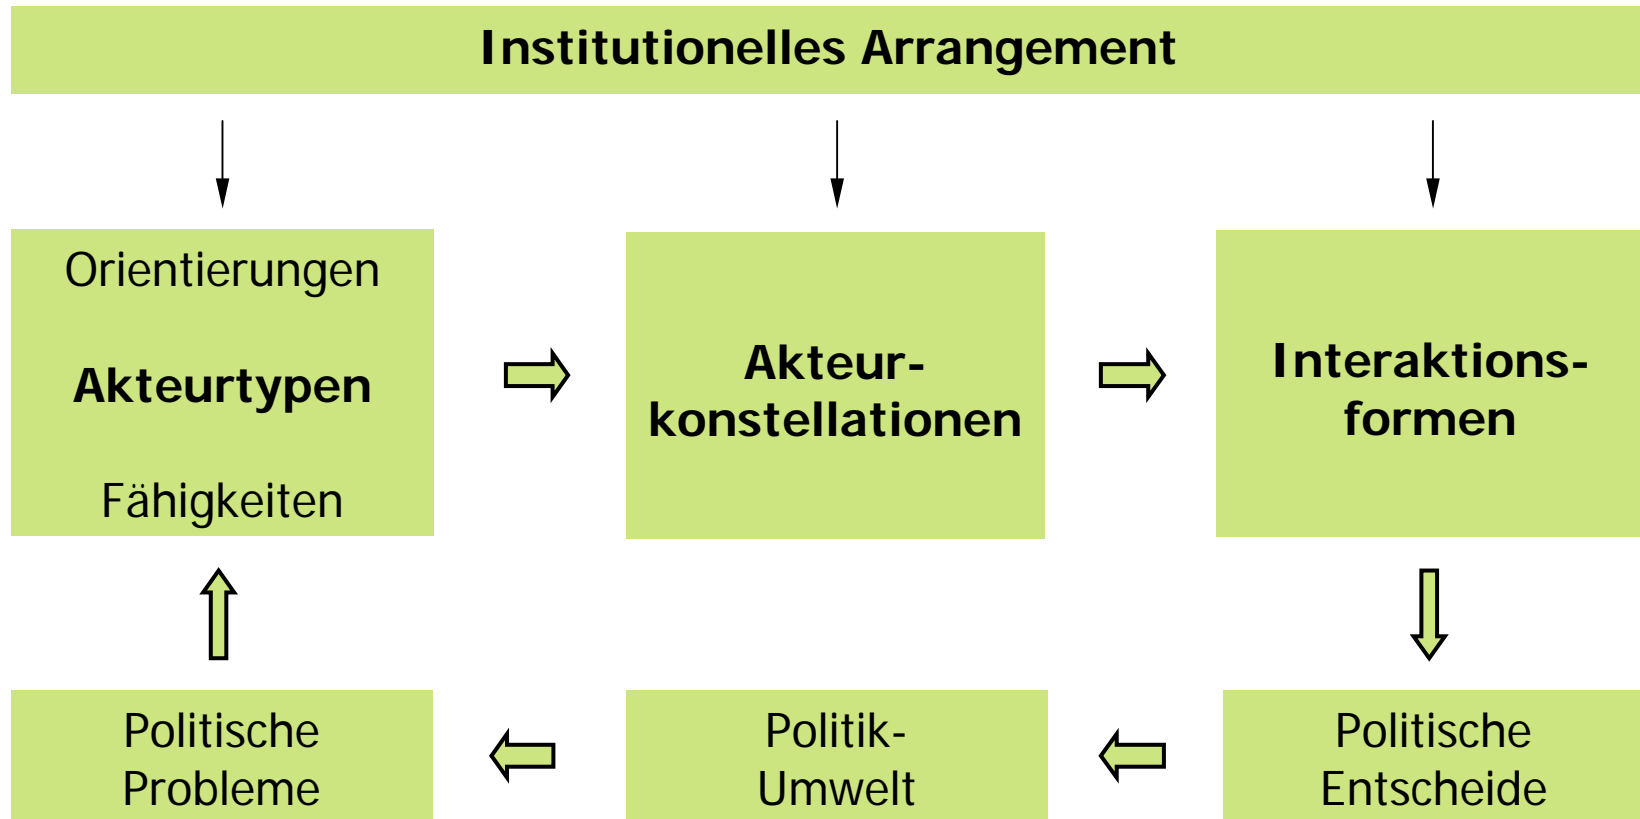 Institutionelles Arrangement
Orientierungen
Akteurtypen
Fähigkeiten
Akteur-
konstellationen
Interaktions-
formen
Politische
Probleme
Politik-
Umwelt
Politische
Entscheide